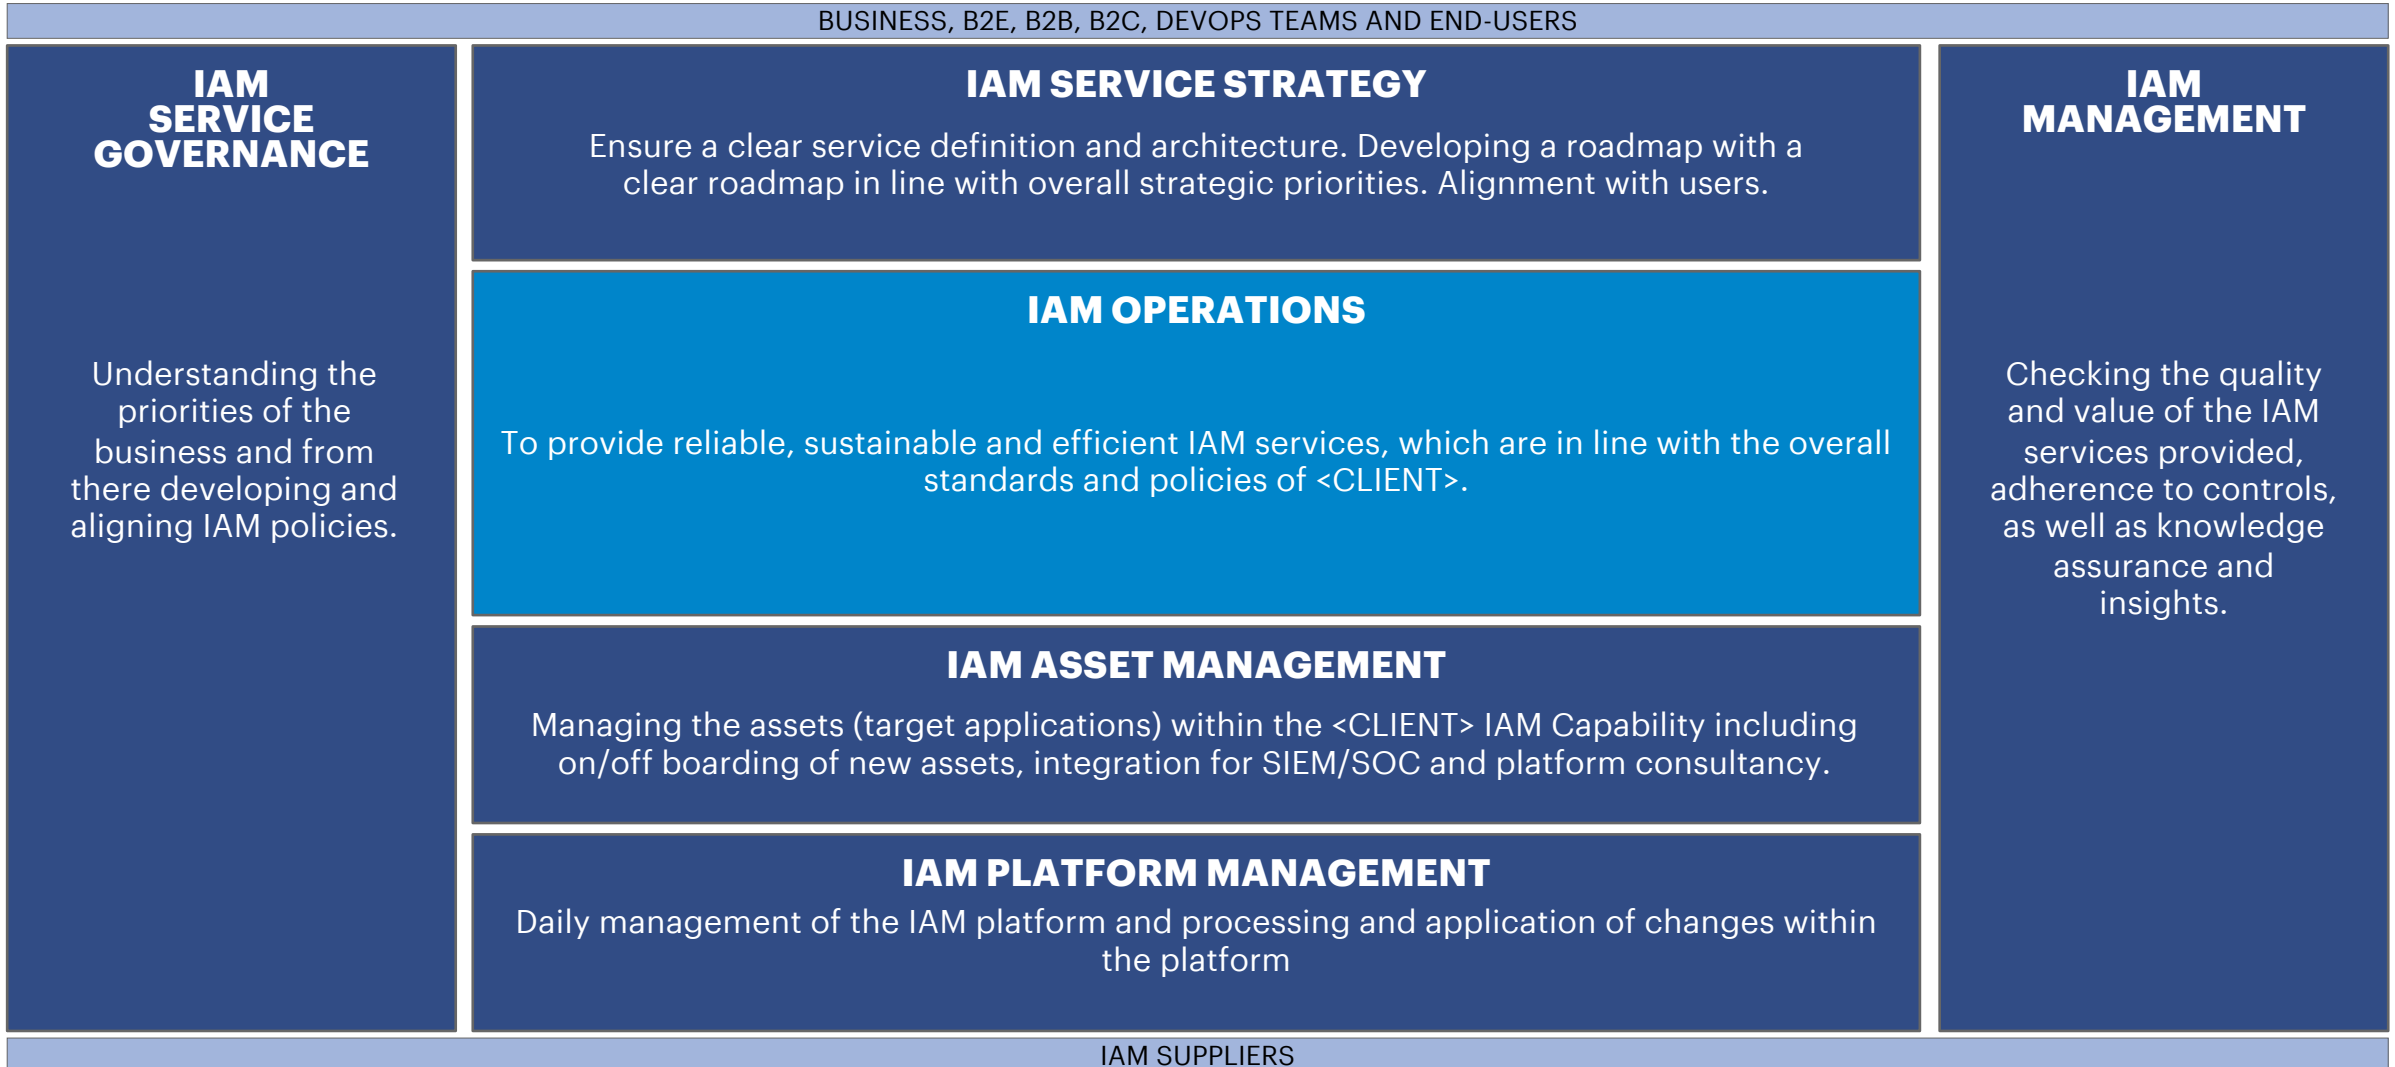 BUSINESS, B2E, B2B, B2C, DEVOPS TEAMS AND END-USERS
IAM
SERVICE
GOVERNANCE
Understanding the
priorities of the
business and from
there developing and
aligning IAM policies.
IAM SERVICE STRATEGY
Ensure a clear service definition and architecture. Developing a roadmap with a
clear roadmap in line with overall strategic priorities. Alignment with users.
IAM OPERATIONS
To provide reliable, sustainable and efficient IAM services, which are in line with the overall
standards and policies of <CLIENT>.
IAM ASSET MANAGEMENT
Managing the assets (target applications) within the <CLIENT> IAM Capability including
on/off boarding of new assets, integration for SIEM/SOC and platform consultancy.
IAM PLATFORM MANAGEMENT
Daily management of the IAM platform and processing and application of changes within
the platform
IAM
MANAGEMENT
Checking the quality
and value of the IAM
services provided,
adherence to controls,
as well as knowledge
assurance and
insights.
IAM SUPPLIERS